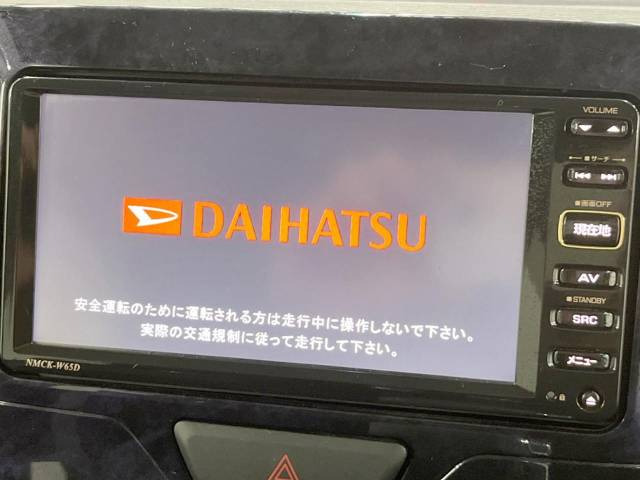 VOLUME
サーチ
画面OFF
現在地
AV
STANDBY
SRC
メニュー
DAIHATSU
安全運転のために運転される方は走行中に操作しないで下さい。
実際の交通規制に従って走行して下さい。
NMCK-W65D